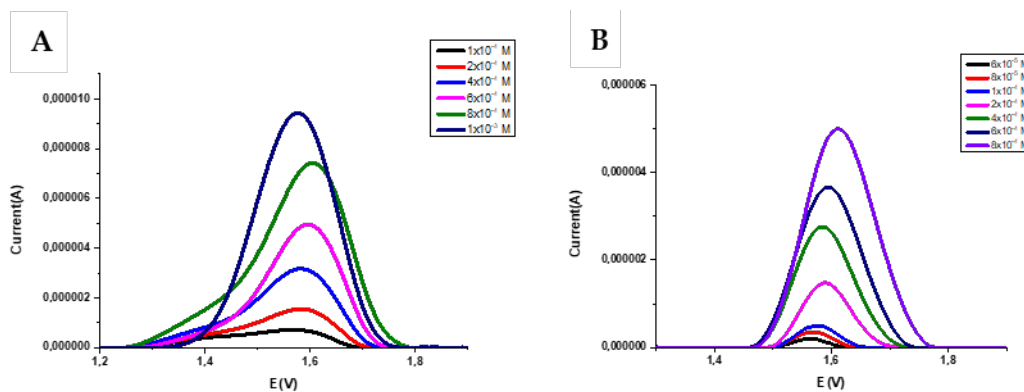 A
1x10⁻⁴ M
2x10⁻⁴ M
4x10⁻⁴ M
6x10⁻⁴ M
8x10⁻⁴ M
1x10⁻³ M
0,000010
0,000008
0,000006
0,000004
0,000002
0,000000
Current(A)
1,2 1,4 1,6 1,8
E (V)
B
6x10⁻⁵ M
8x10⁻⁵ M
1x10⁻⁴ M
2x10⁻⁴ M
4x10⁻⁴ M
6x10⁻⁴ M
8x10⁻⁴ M
0,000006
0,000004
0,000002
0,000000
Current(A)
1,4 1,6 1,8
E (V)